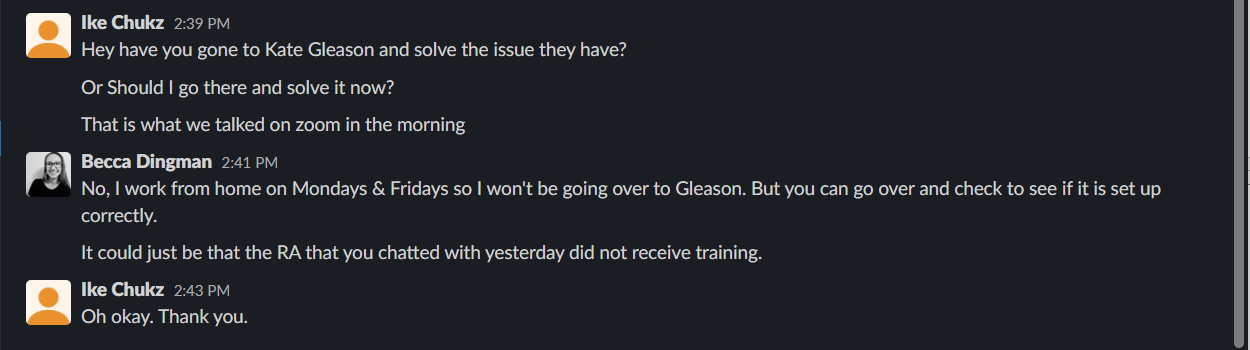 Ike Chukz 2:39 PM
Hey have you gone to Kate Gleason and solve the issue they have?
Or Should I go there and solve it now?
That is what we talked on zoom in the morning
Becca Dingman 2:41 PM
No, I work from home on Mondays & Fridays so I won't be going over to Gleason. But you can go over and check to see if it is set up
correctly.
It could just be that the RA that you chatted with yesterday did not receive training.
Ike Chukz 2:43 PM
Oh okay. Thank you.